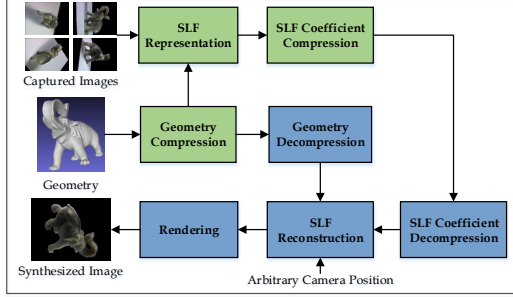 SLF
Representation
SLF Coefficient
Compression
Captured Images
Geometry
Compression
Geometry
Decompression
Geometry
Rendering
SLF
Reconstruction
SLF Coefficient
Decompression
Synthesized Image
Arbitrary Camera Position